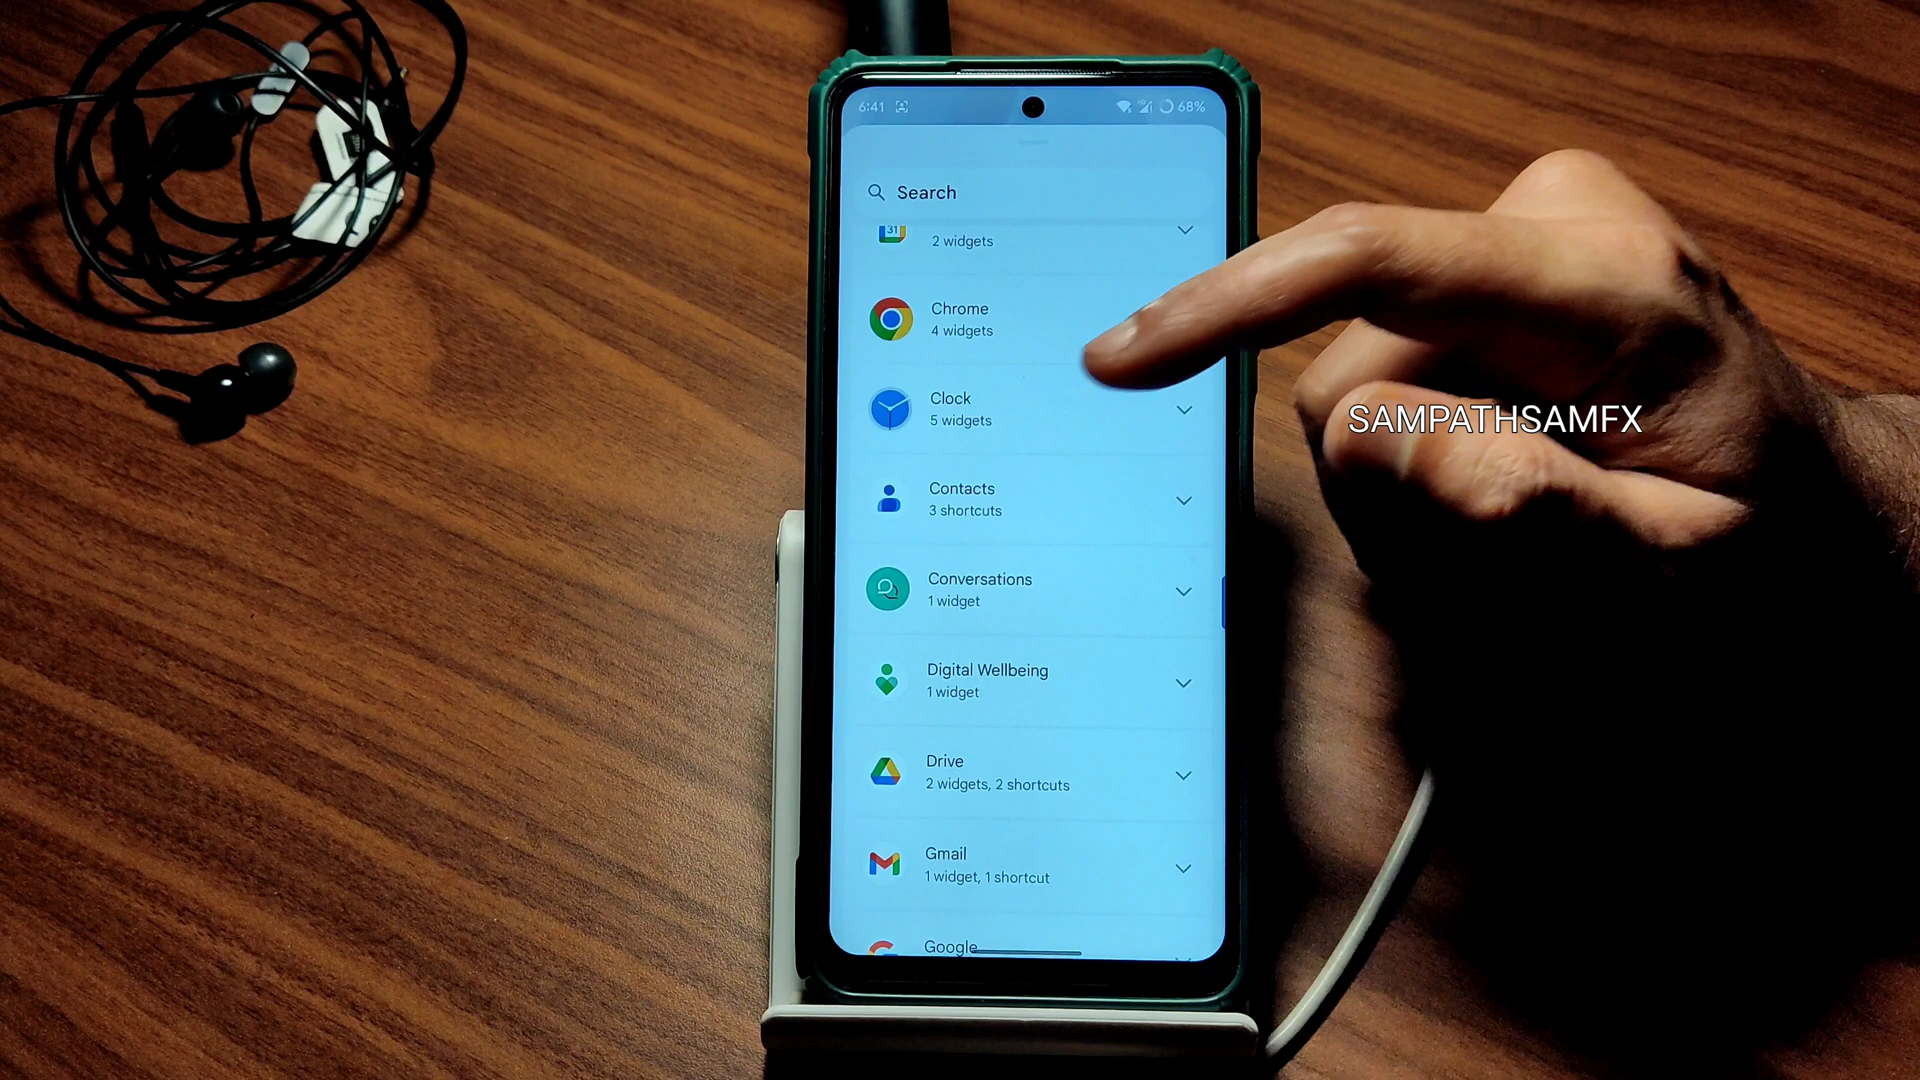 6:41 68%
Search
31
2 widgets
Chrome
4 widgets
Clock
5 widgets
SAMPATHSAMFX
Contacts
3 shortcuts
Conversations
1 widget
Digital Wellbeing
1 widget
Drive
2 widgets, 2 shortcuts
Gmail
1 widget, 1 shortcut
Google